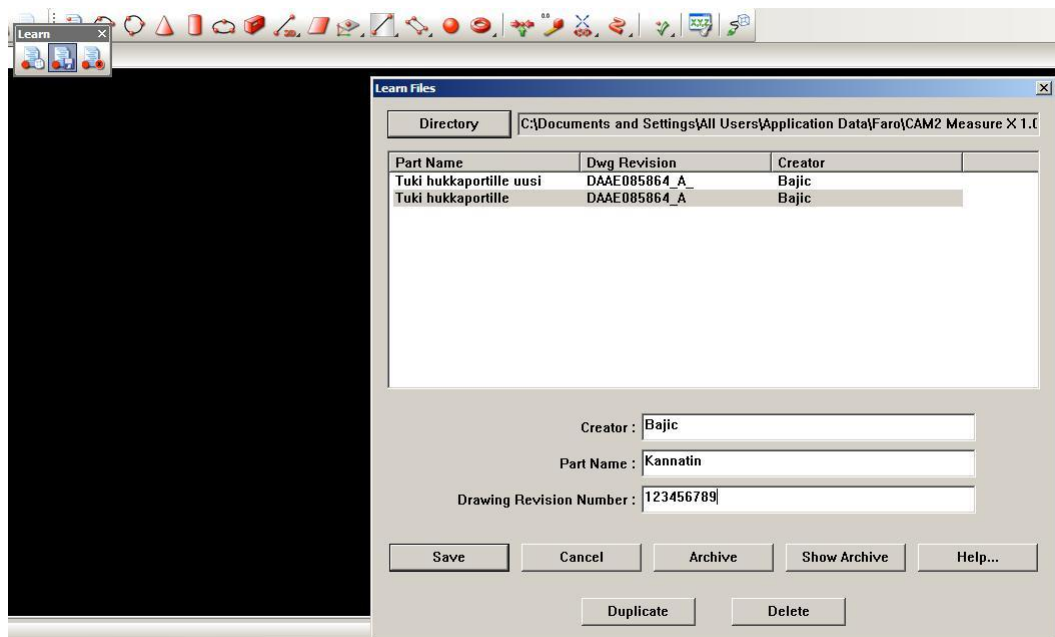 Learn
Learn Files
Directory C:\Documents and Settings\All Users\Application Data\Faro\CAM2 Measure X 1.0
Part Name Dwg Revision Creator
Tuki hukkaportille uusi DAAE085864_A_ Bajic
Tuki hukkaportille DAAE085864_A Bajic
Creator : Bajic
Part Name : Kannatin
Drawing Revision Number : 123456789
Save Cancel Archive Show Archive Help...
Duplicate Delete